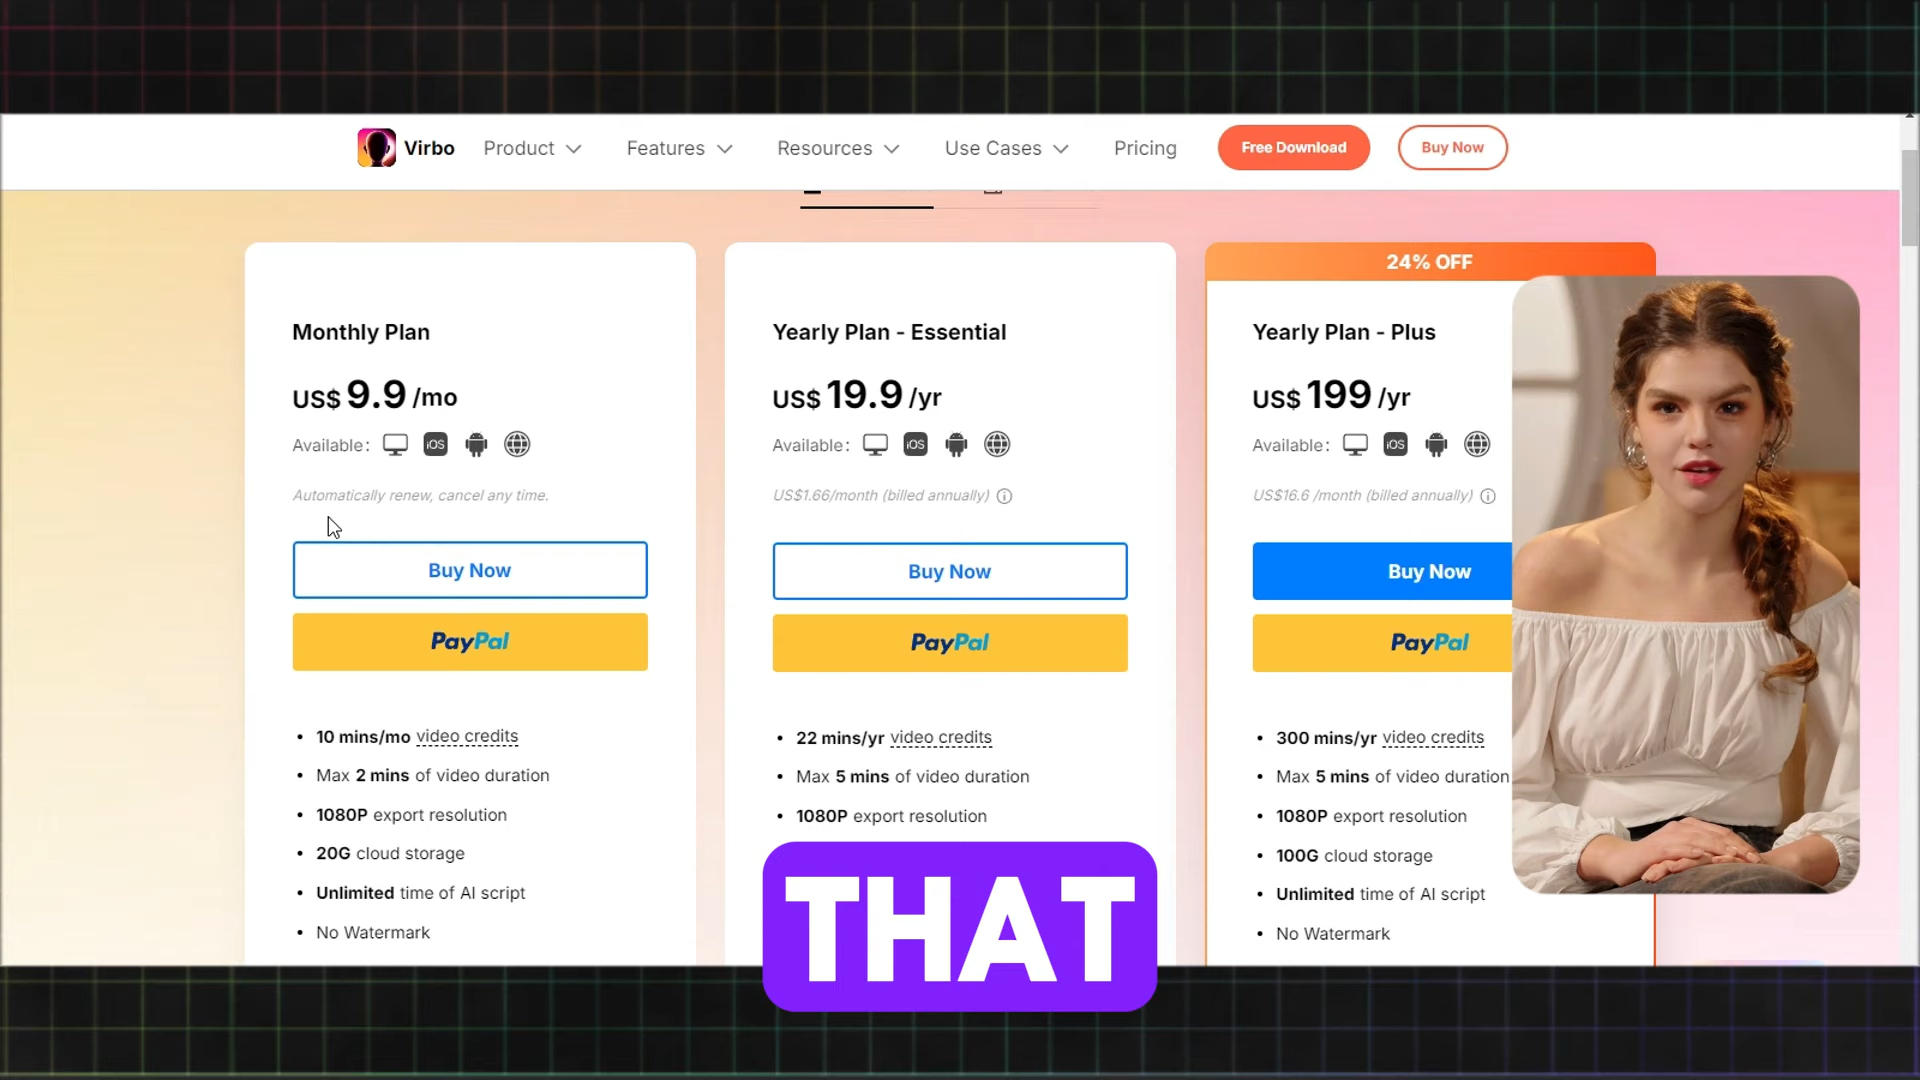 Virbo Product Features Resources Use Cases Pricing Free Download Buy Now
24% OFF
Monthly Plan
US$ 9.9 /mo
Available: iOS
Automatically renew, cancel any time.
Buy Now
PayPal
• 10 mins/mo video credits
• Max 2 mins of video duration
• 1080P export resolution
• 20G cloud storage
• Unlimited time of AI script
• No Watermark
Yearly Plan - Essential
US$ 19.9 /yr
Available: iOS
US$1.66/month (billed annually)
Buy Now
PayPal
• 22 mins/yr video credits
• Max 5 mins of video duration
• 1080P export resolution
Yearly Plan - Plus
US$ 199 /yr
Available: iOS
US$16.6 /month (billed annually)
Buy Now
PayPal
• 300 mins/yr video credits
• Max 5 mins of video duration
• 1080P export resolution
• 100G cloud storage
• Unlimited time of AI script
• No Watermark
THAT